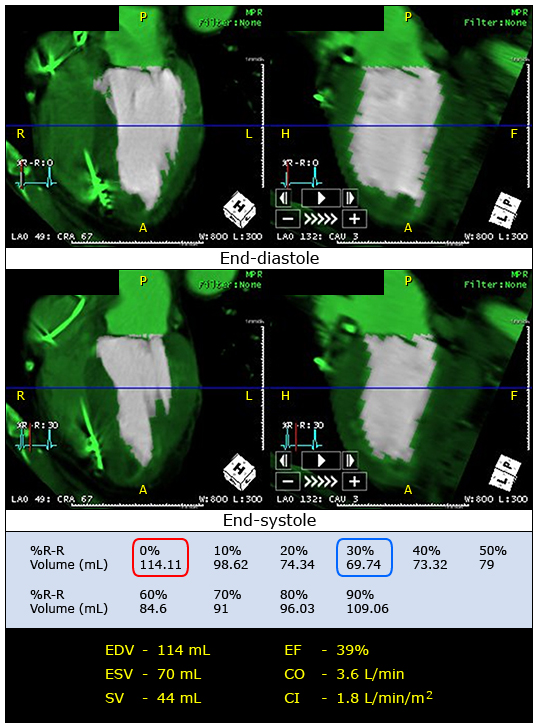 P
MPR
Filter:None
R
L
XR-R:0
A
LAO 49: CRA 67
W:800 L:300
H
P
MPR
Filter:None
H
F
XR-R:0
A
LAO 132: CAU 3
W:800 L:300
L P
End-diastole
P
MPR
Filter:None
R
L
XR-R:30
A
LAO 49: CRA 67
W:800 L:300
H
P
MPR
Filter:None
H
F
XR-R:30
A
LAO 132: CAU 3
W:800 L:300
L P
End-systole
%R-R 0% 10% 20% 30% 40% 50%
Volume (mL) 114.11 98.62 74.34 69.74 73.32 79
%R-R 60% 70% 80% 90%
Volume (mL) 84.6 91 96.03 109.06
EDV - 114 mL EF - 39%
ESV - 70 mL CO - 3.6 L/min
SV - 44 mL CI - 1.8 L/min/m²